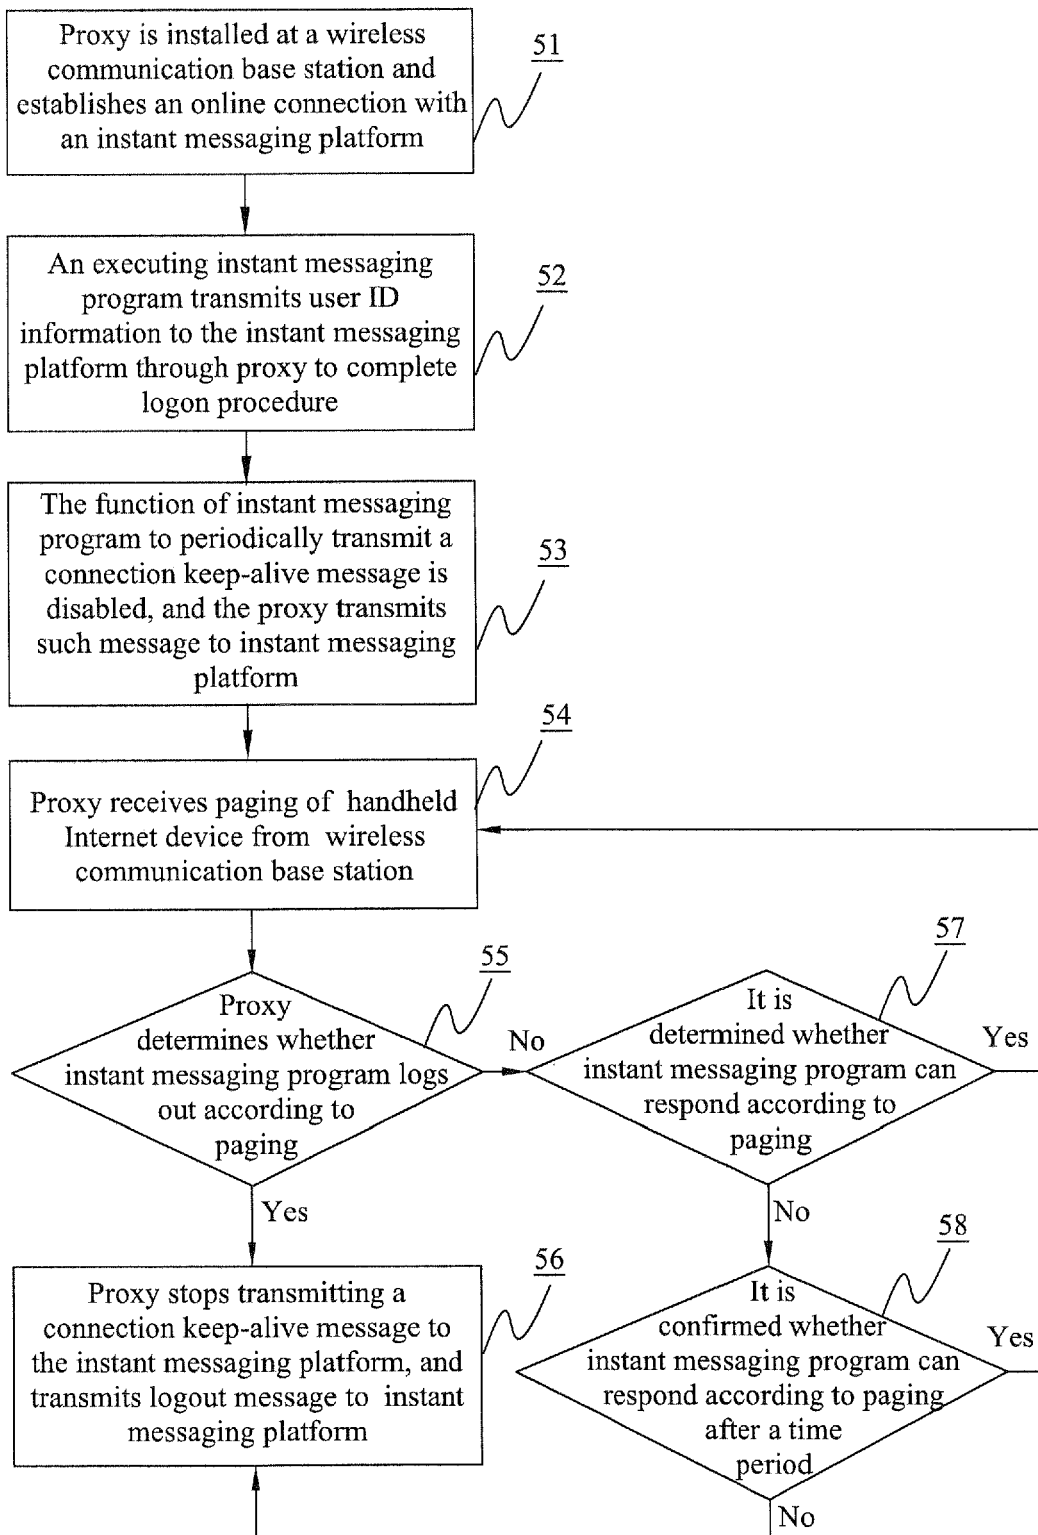 Proxy is installed at a wireless
communication base station and
establishes an online connection with
an instant messaging platform
51
An executing instant messaging
program transmits user ID
information to the instant messaging
platform through proxy to complete
logon procedure
52
The function of instant messaging
program to periodically transmit a
connection keep-alive message is
disabled, and the proxy transmits
such message to instant messaging
platform
53
Proxy receives paging of handheld
Internet device from wireless
communication base station
54
Proxy
determines whether
instant messaging program logs
out according to
paging
55
No
Yes
It is
determined whether
instant messaging program can
respond according to
paging
57
Yes
No
Proxy stops transmitting a
connection keep-alive message to
the instant messaging platform, and
transmits logout message to instant
messaging platform
56
It is
confirmed whether
instant messaging program can
respond according to paging
after a time
period
58
Yes
No